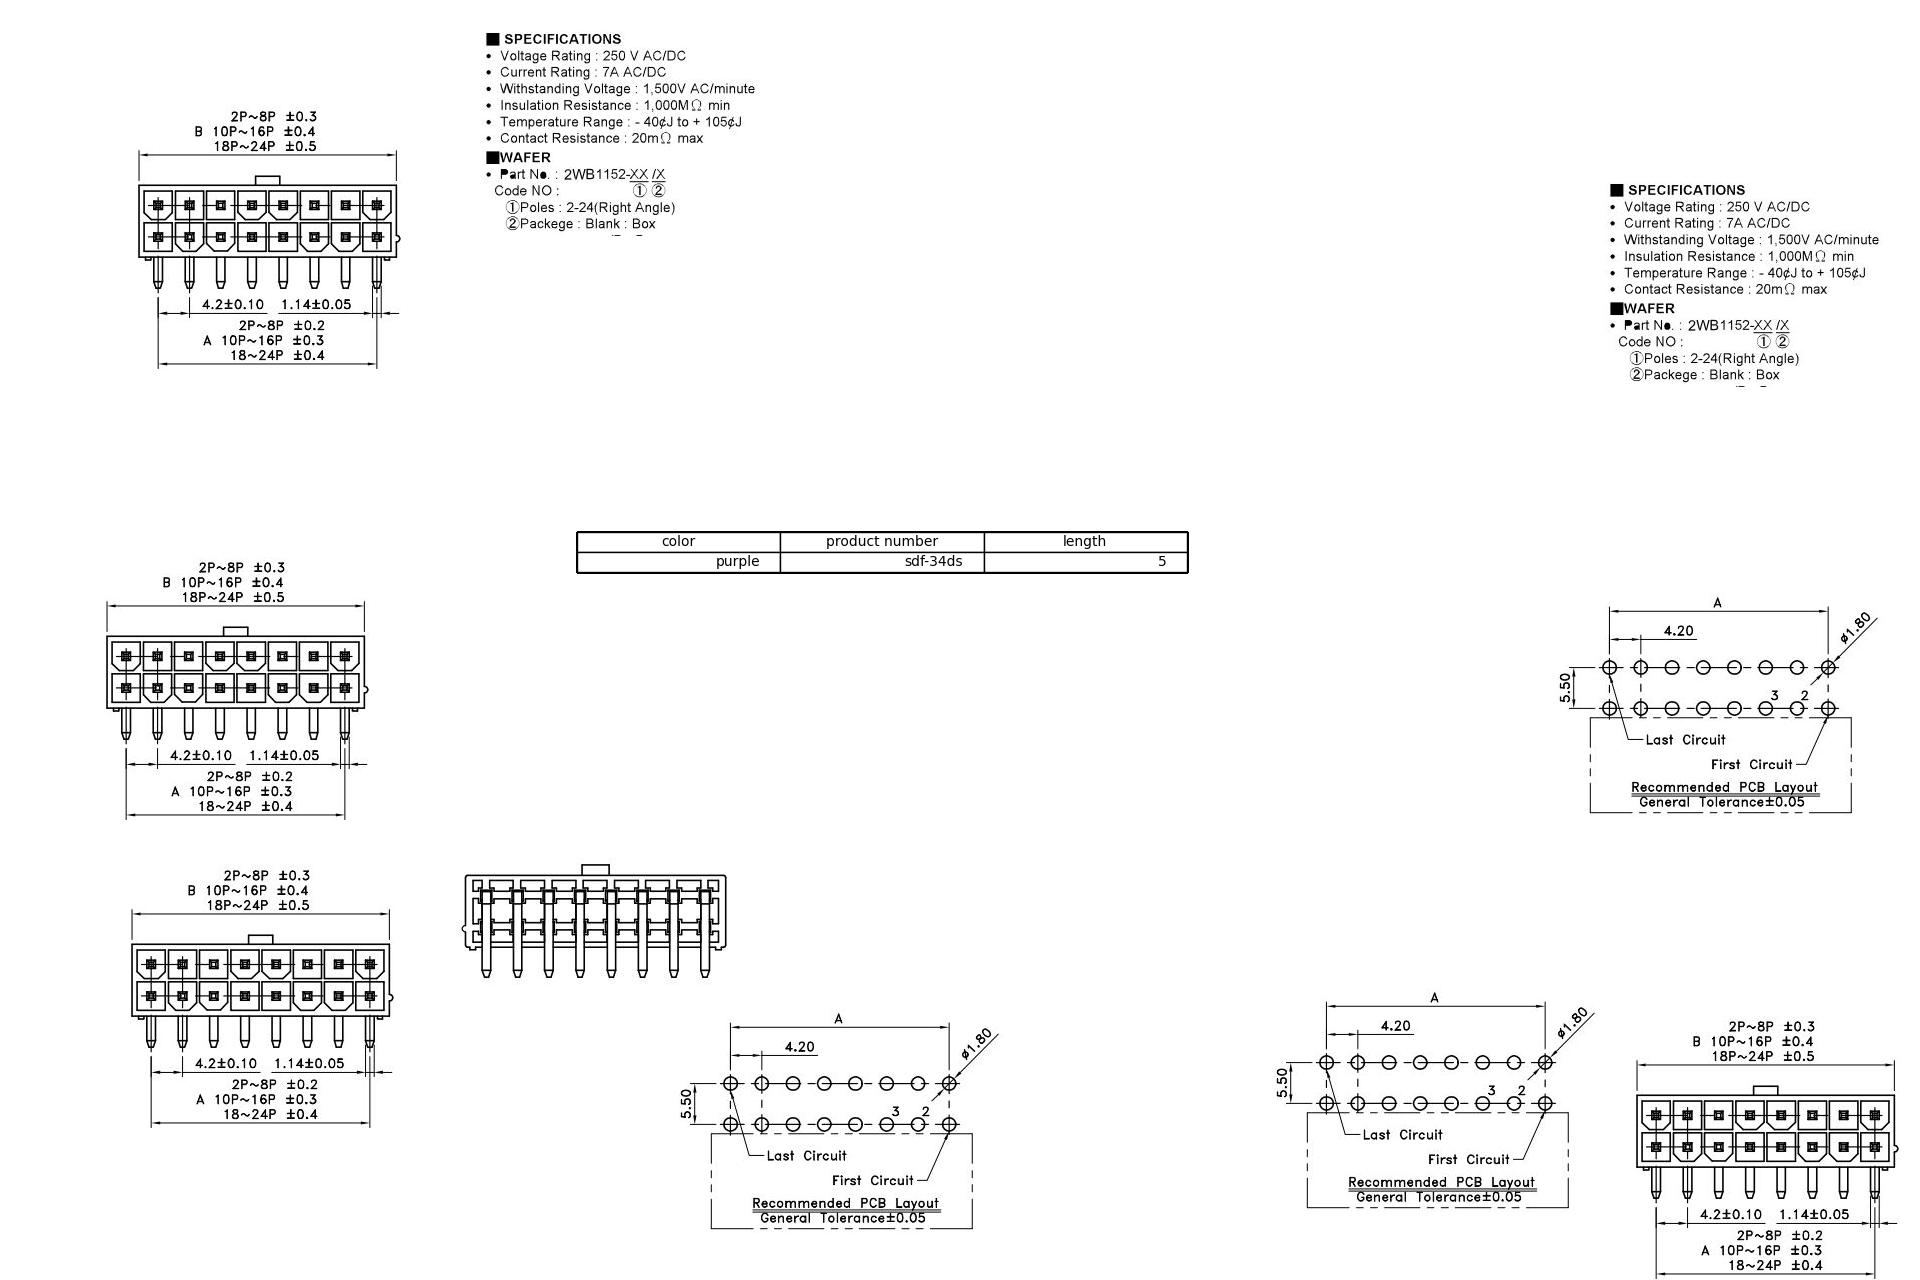 ■ SPECIFICATIONS
• Voltage Rating : 250 V AC/DC
• Current Rating : 7A AC/DC
• Withstanding Voltage : 1,500V AC/minute
• Insulation Resistance : 1,000MΩ min
• Temperature Range : - 40¢J to + 105¢J
• Contact Resistance : 20mΩ max
■WAFER
• Part No. : 2WB1152-XX /X
Code NO : ① ②
①Poles : 2-24(Right Angle)
②Packege : Blank : Box
2P~8P ±0.3
B 10P~16P ±0.4
18P~24P ±0.5
4.2±0.10 1.14±0.05
2P~8P ±0.2
A 10P~16P ±0.3
18~24P ±0.4
■ SPECIFICATIONS
• Voltage Rating : 250 V AC/DC
• Current Rating : 7A AC/DC
• Withstanding Voltage : 1,500V AC/minute
• Insulation Resistance : 1,000MΩ min
• Temperature Range : - 40¢J to + 105¢J
• Contact Resistance : 20mΩ max
■WAFER
• Part No. : 2WB1152-XX /X
Code NO : ① ②
①Poles : 2-24(Right Angle)
②Packege : Blank : Box
color product number length
purple sdf-34ds 5
2P~8P ±0.3
B 10P~16P ±0.4
18P~24P ±0.5
4.2±0.10 1.14±0.05
2P~8P ±0.2
A 10P~16P ±0.3
18~24P ±0.4
A
4.20
ø1.80
5.50
3 2
Last Circuit
First Circuit
Recommended PCB Layout
General Tolerance±0.05
2P~8P ±0.3
B 10P~16P ±0.4
18P~24P ±0.5
4.2±0.10 1.14±0.05
2P~8P ±0.2
A 10P~16P ±0.3
18~24P ±0.4
A
4.20
ø1.80
5.50
3 2
Last Circuit
First Circuit
Recommended PCB Layout
General Tolerance±0.05
A
4.20
ø1.80
5.50
3 2
Last Circuit
First Circuit
Recommended PCB Layout
General Tolerance±0.05
2P~8P ±0.3
B 10P~16P ±0.4
18P~24P ±0.5
4.2±0.10 1.14±0.05
2P~8P ±0.2
A 10P~16P ±0.3
18~24P ±0.4